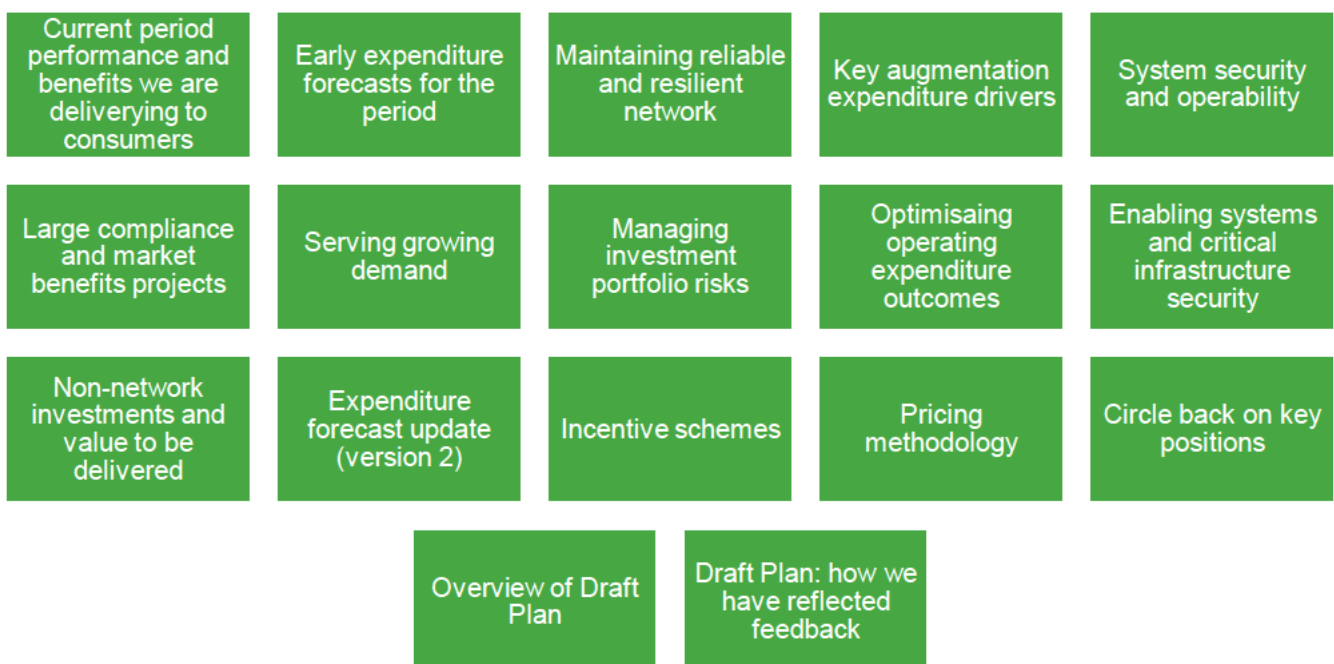 Current period
performance and
benefits we are
deliverying to
consumers
Early expenditure
forecasts for the
period
Maintaining reliable
and resilient
network
Key augmentation
expenditure drivers
System security
and operability
Large compliance
and market
benefits projects
Serving growing
demand
Managing
investment
portfolio risks
Optimisaing
operating
expenditure
outcomes
Enabling systems
and critical
infrastructure
security
Non-network
investments and
value to be
delivered
Expenditure
forecast update
(version 2)
Incentive schemes
Pricing
methodology
Circle back on key
positions
Overview of Draft
Plan
Draft Plan: how we
have reflected
feedback